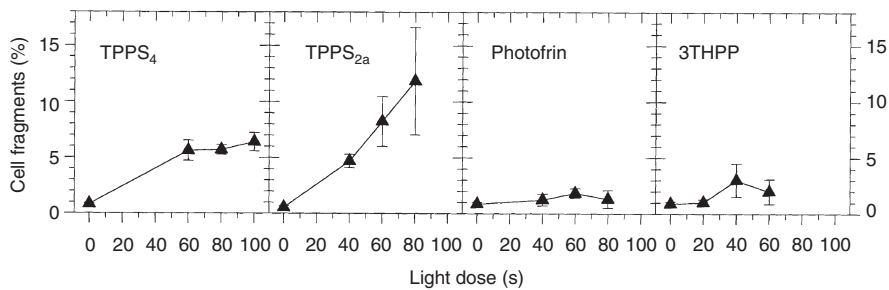 TPPS₄ TPPS₂ₐ Photofrin 3THPP
Cell fragments (%)
15 15
10 10
5 5
0 0
0 20 40 60 80 100 0 20 40 60 80 100 0 20 40 60 80 100 0 20 40 60 80 100
Light dose (s)